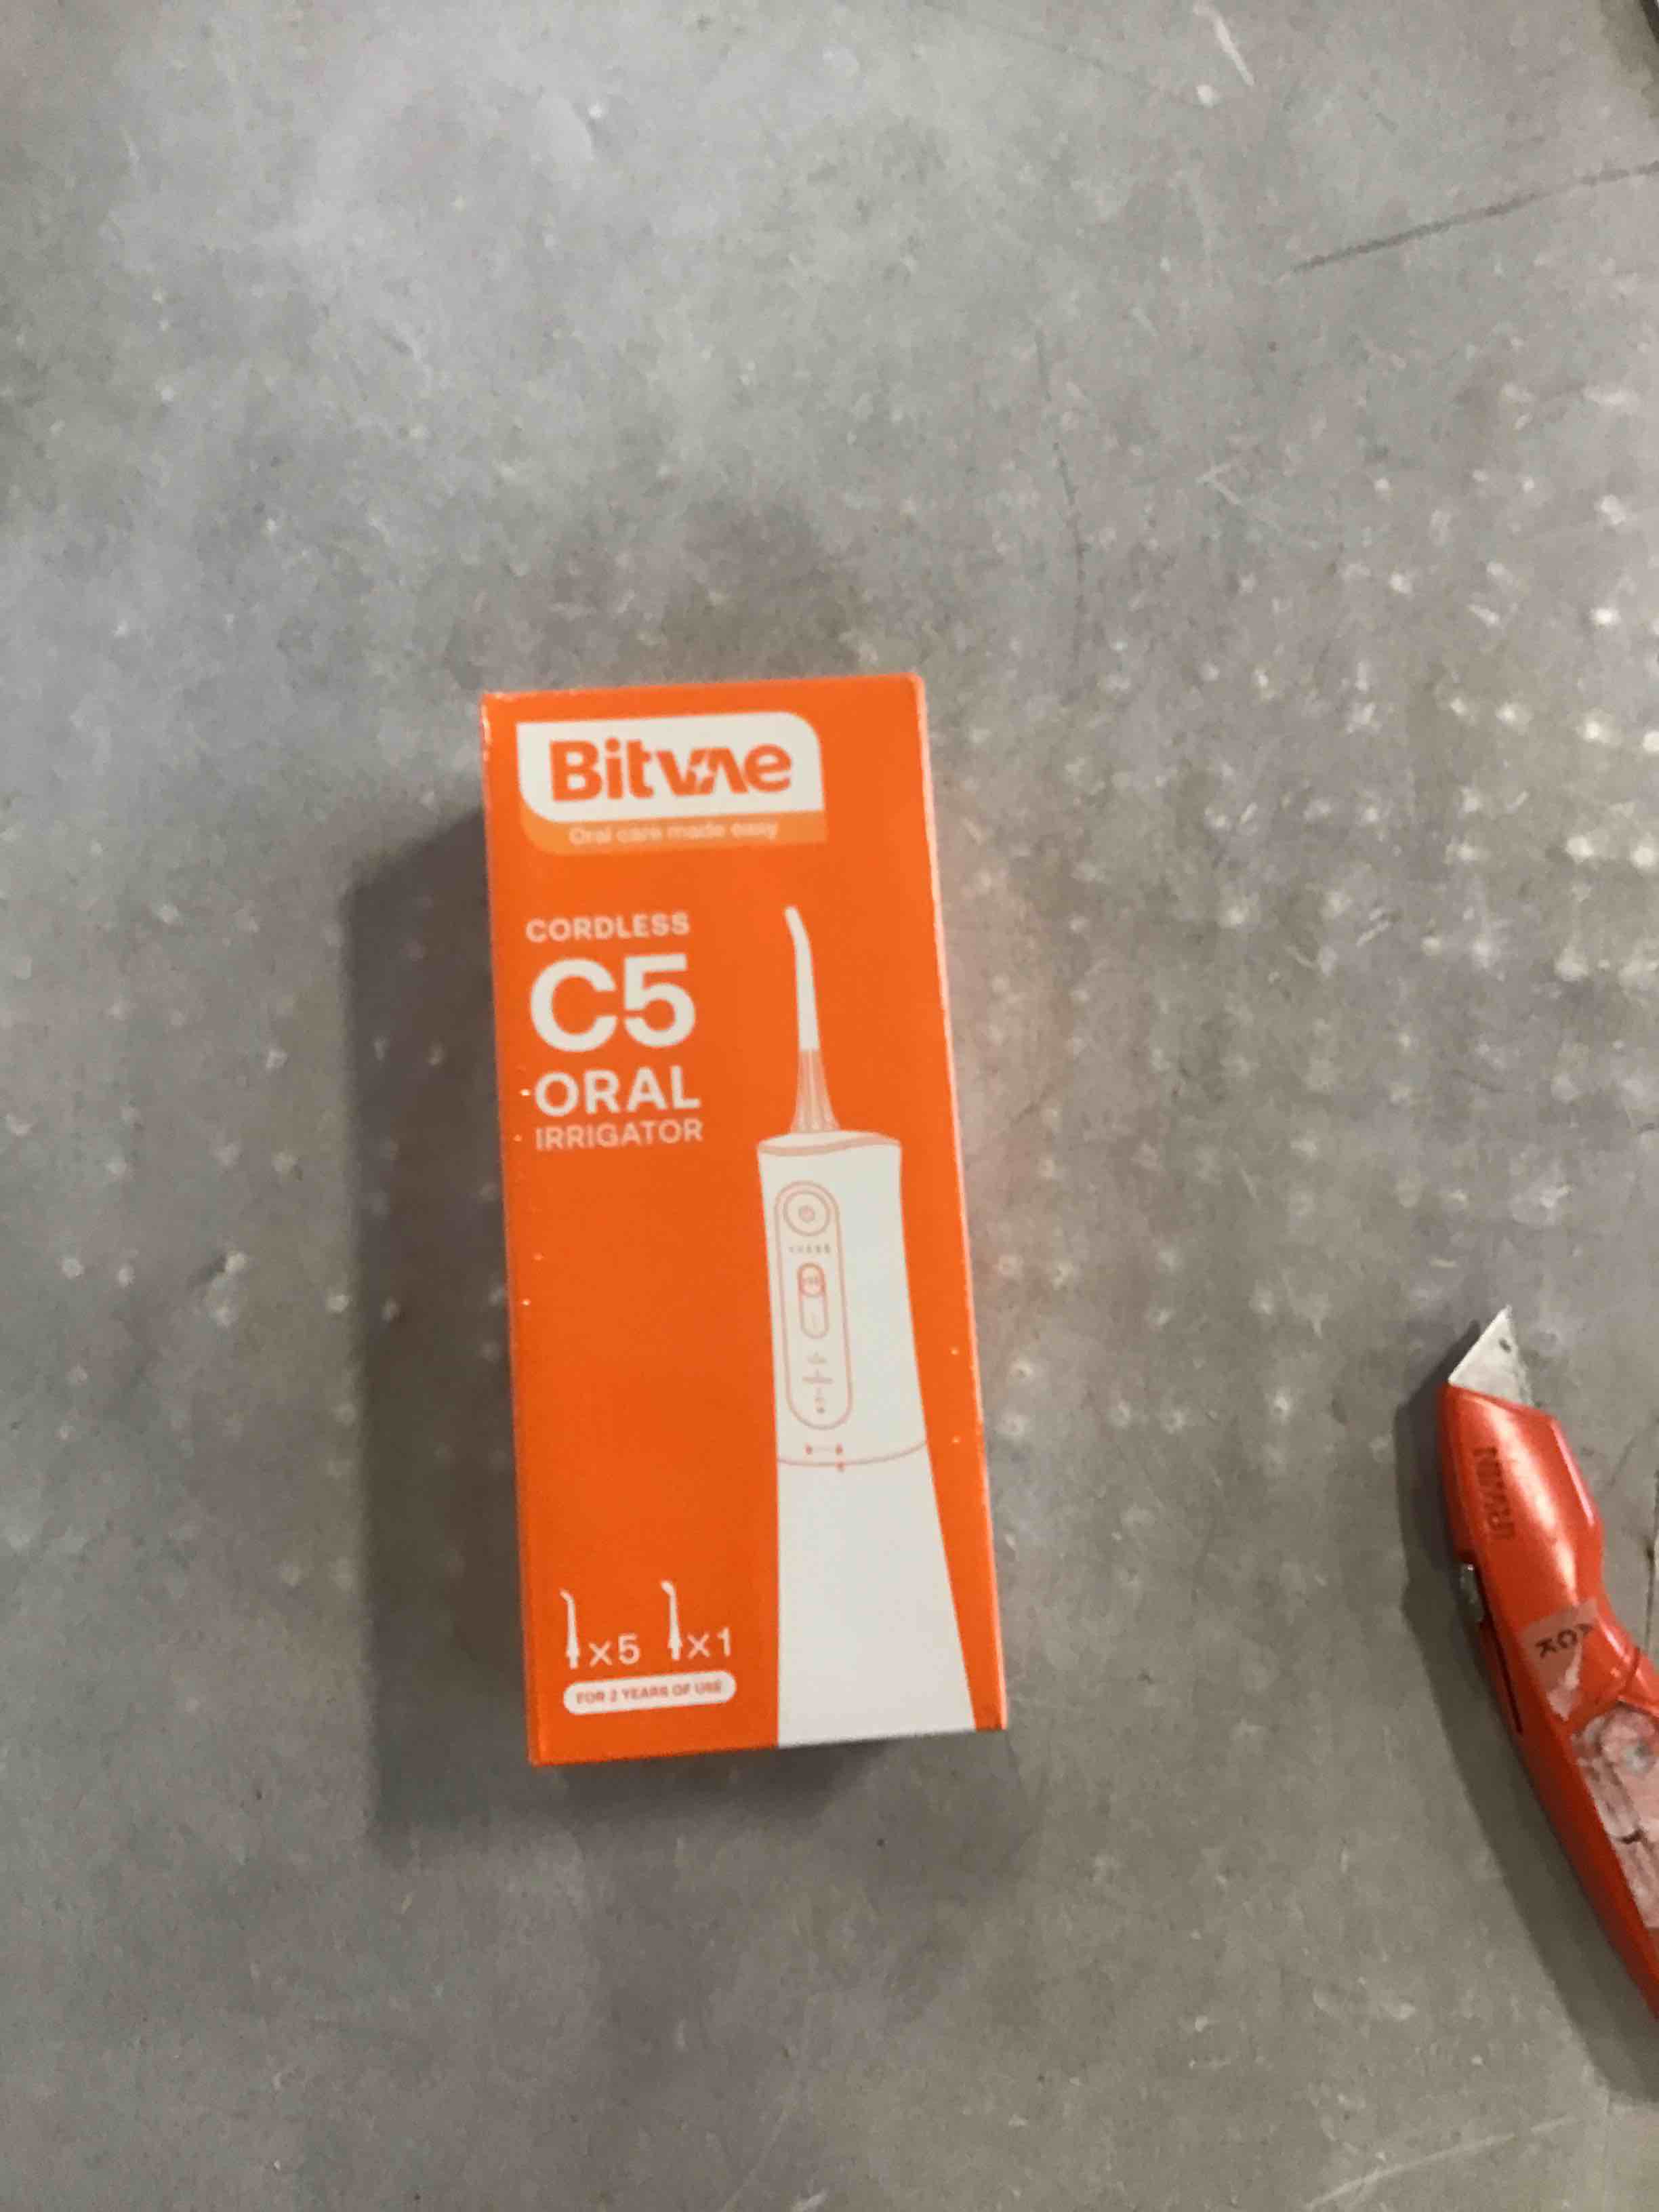 Bitvae
Oral care made easy
CORDLESS
C5
ORAL
IRRIGATOR
x5 x1
FOR 2 YEARS OF USE